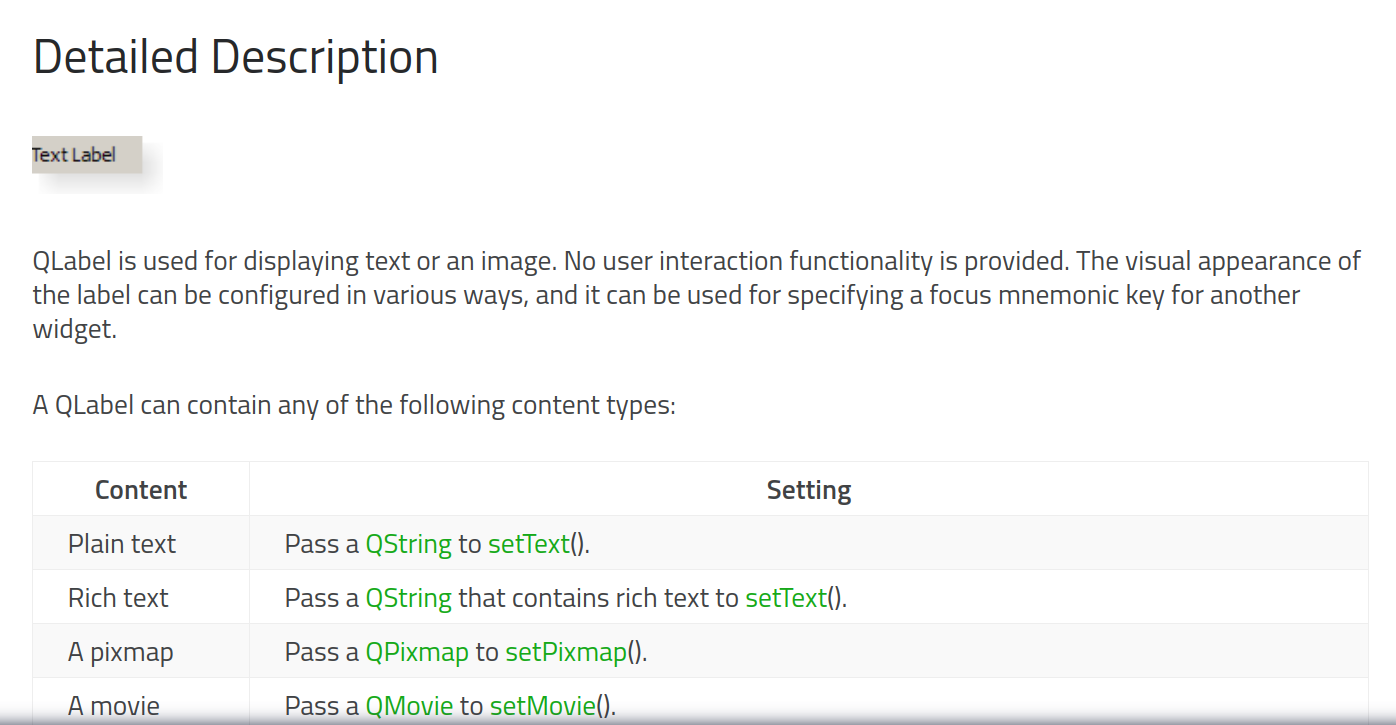 Detailed Description
Text Label
QLabel is used for displaying text or an image. No user interaction functionality is provided. The visual appearance of
the label can be configured in various ways, and it can be used for specifying a focus mnemonic key for another
widget.
A QLabel can contain any of the following content types:
Content Setting
Plain text Pass a QString to setText().
Rich text Pass a QString that contains rich text to setText().
A pixmap Pass a QPixmap to setPixmap().
A movie Pass a QMovie to setMovie().